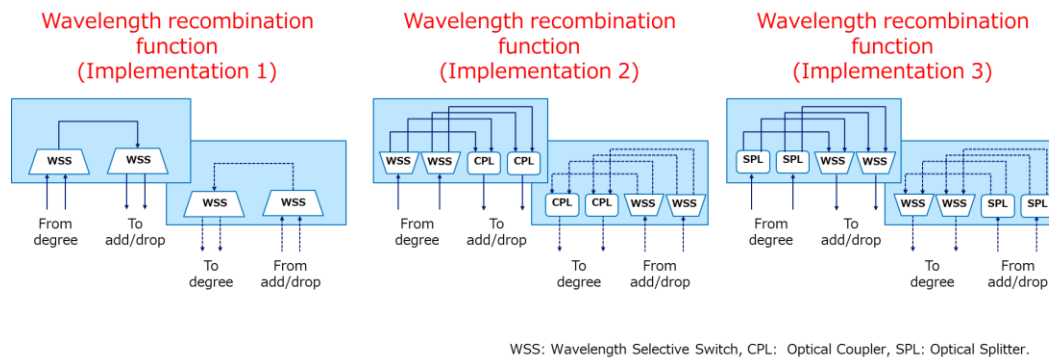 Wavelength recombination
function
(Implementation 1)
Wavelength recombination
function
(Implementation 2)
Wavelength recombination
function
(Implementation 3)
WSS
WSS
WSS
WSS
From
degree
To
add/drop
To
degree
From
add/drop
WSS
WSS
CPL
CPL
CPL
CPL
WSS
WSS
From
degree
To
add/drop
To
degree
From
add/drop
SPL
SPL
WSS
WSS
WSS
WSS
SPL
SPL
From
degree
To
add/drop
To
degree
From
add/drop
WSS: Wavelength Selective Switch, CPL: Optical Coupler, SPL: Optical Splitter.